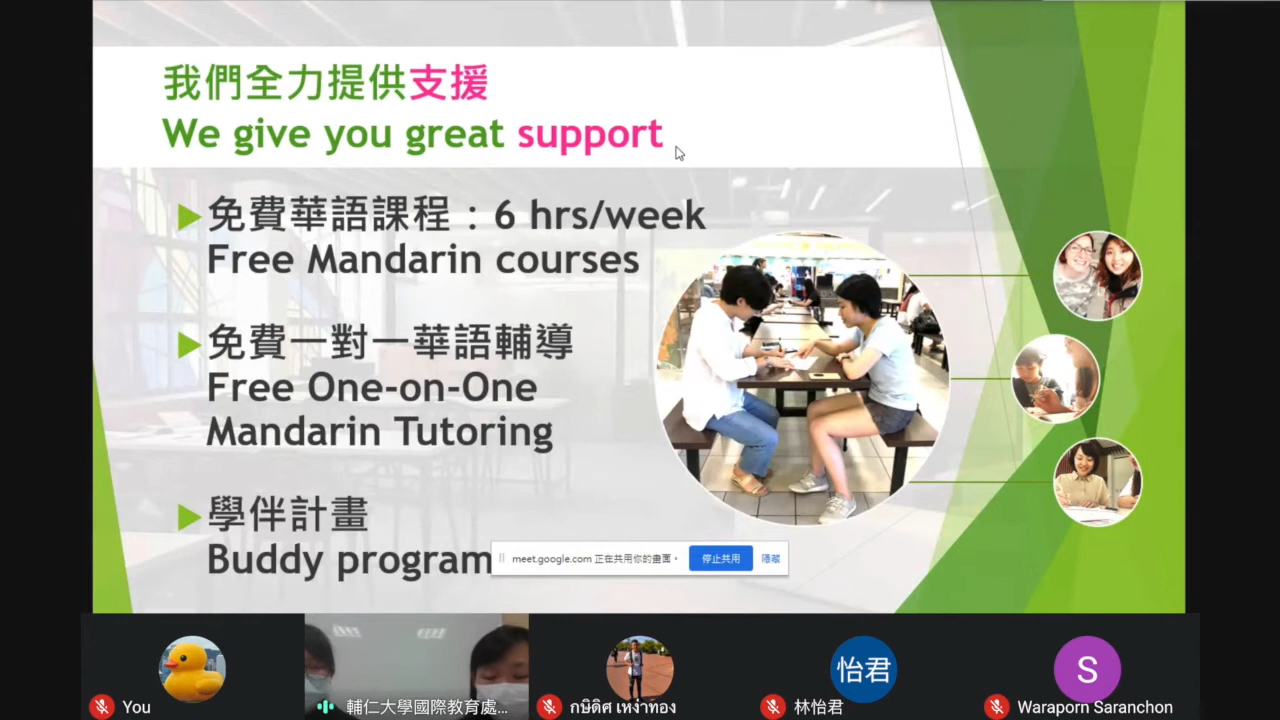 我們全力提供支援
We give you great support
免費華語課程：6 hrs/week
Free Mandarin courses
免費一對一華語輔導
Free One-on-One
Mandarin Tutoring
學伴計畫
Buddy program
meet.google.com 正在共用你的畫面。 停止共用 隱藏
怡君 S
You 輔仁大學國際教育處... กษิดิศ เหง่าทอง 林怡君 Waraporn Saranchon